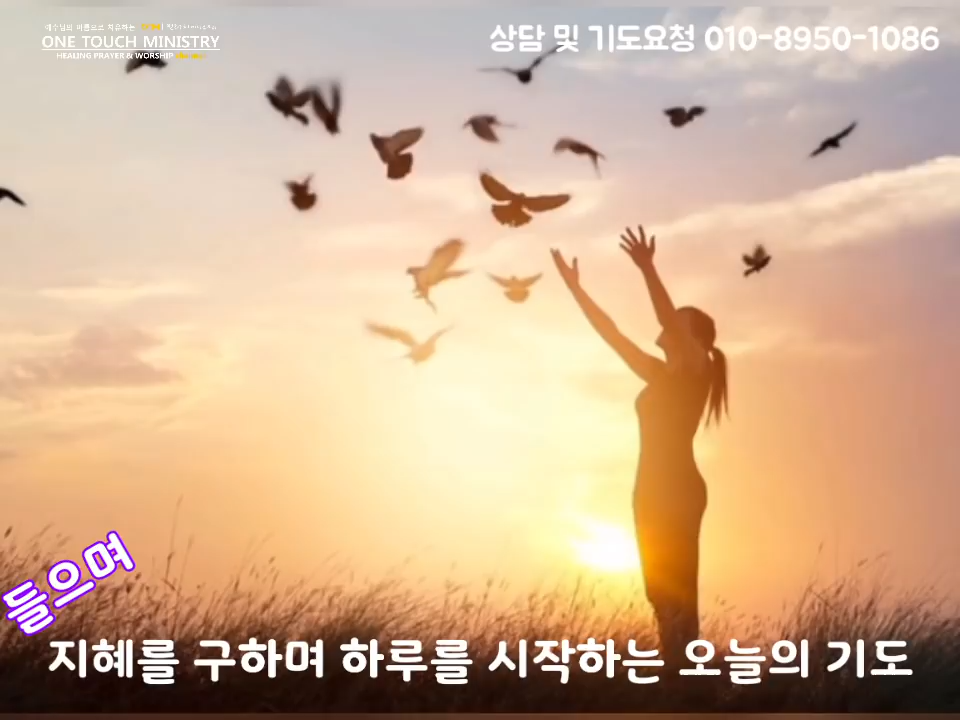 ONE TOUCH MINISTRY
HEALING PRAYER & WORSHIP
상담 및 기도요청 010-8950-1086
들으며
지혜를 구하며 하루를 시작하는 오늘의 기도